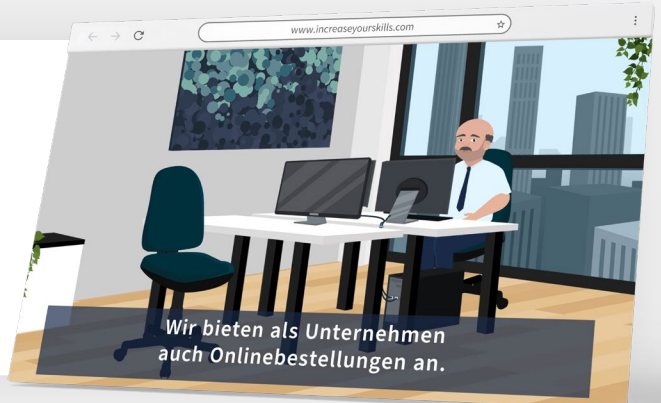 www.increaseyourskills.com
Wir bieten als Unternehmen
auch Onlinebestellungen an.